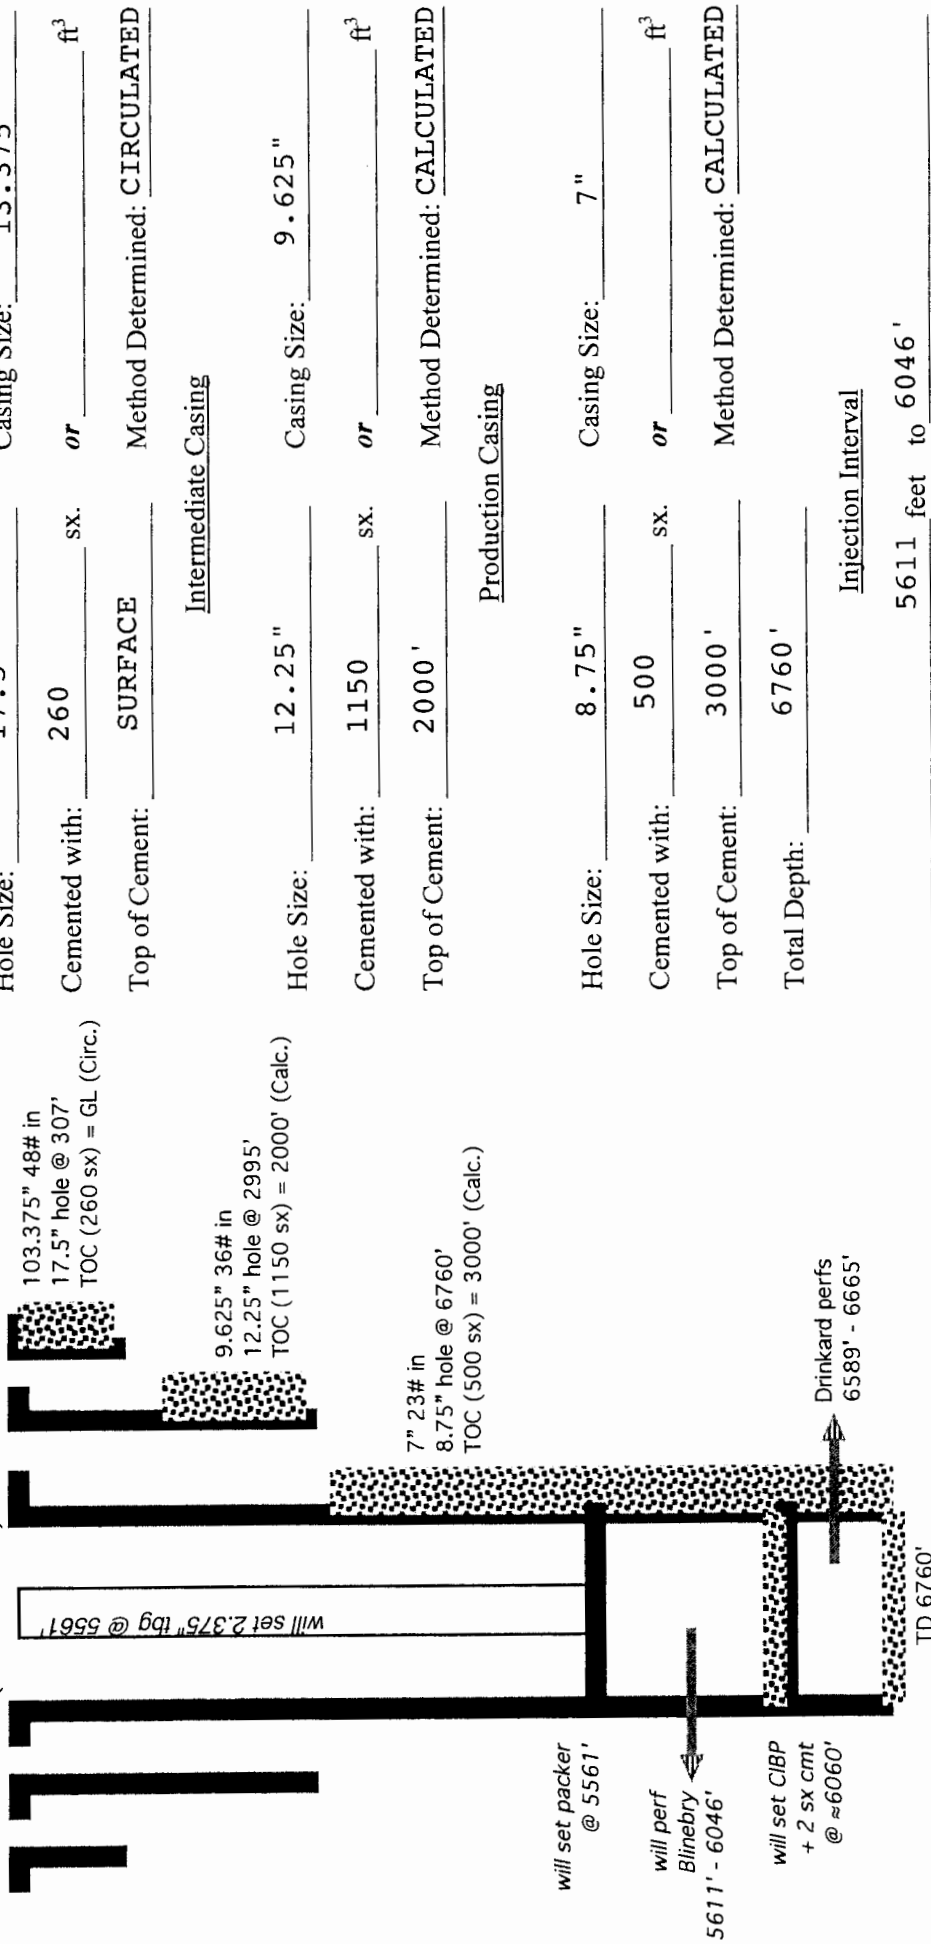 103.375" 48# in
17.5" hole @ 307'
TOC (260 sx) = GL (Circ.)
9.625" 36# in
12.25" hole @ 2995'
TOC (1150 sx) = 2000' (Calc.)
7" 23# in
8.75" hole @ 6760'
TOC (500 sx) = 3000' (Calc.)
will set 2.375" tbg @ 5561'
will set packer
@ 5561'
will perf
Blinebry
5611' - 6046'
will set CIBP
+ 2 sx cmt
@ ≈6060'
Drinkard perfs
6589' - 6665'
TD 6760'
Hole Size: Casing Size: 13.375
Cemented with: 260 sx. or ft³
Top of Cement: SURFACE Method Determined: CIRCULATED
Intermediate Casing
Hole Size: 12.25" Casing Size: 9.625"
Cemented with: 1150 sx. or ft³
Top of Cement: 2000' Method Determined: CALCULATED
Production Casing
Hole Size: 8.75" Casing Size: 7"
Cemented with: 500 sx. or ft³
Top of Cement: 3000' Method Determined: CALCULATED
Total Depth: 6760'
Injection Interval
5611 feet to 6046'